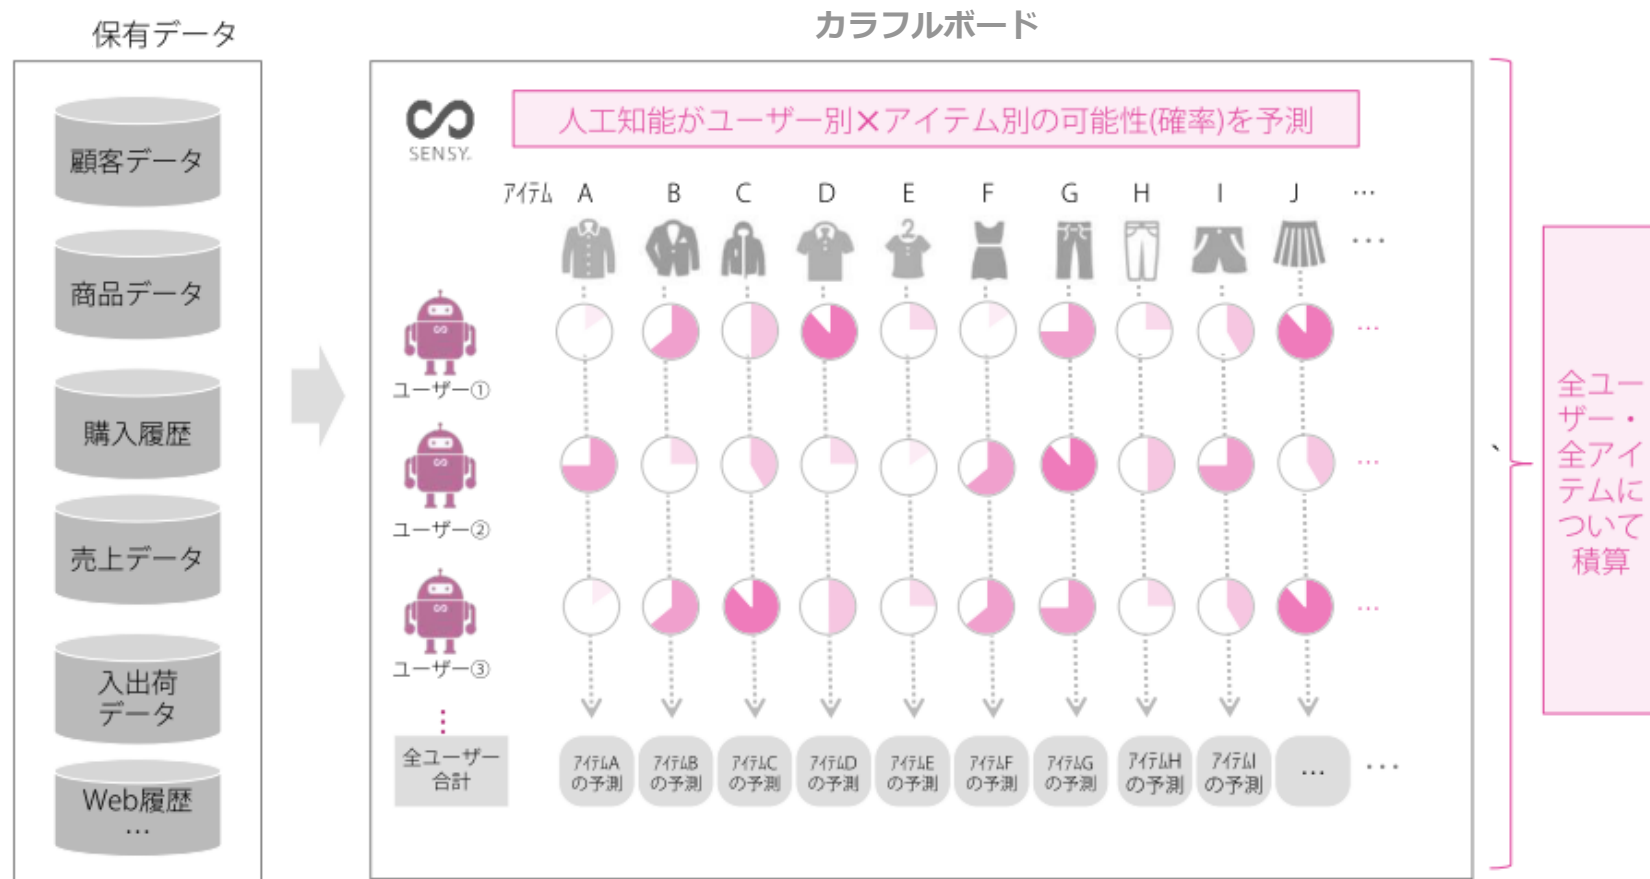 保有データ
カラフルボード
顧客データ
商品データ
購入履歴
売上データ
入出荷
データ
Web履歴
…
SENSY.
人工知能がユーザー別×アイテム別の可能性(確率)を予測
アイテム A B C D E F G H I J …
2
…
ユーザー①
…
ユーザー②
…
ユーザー③
…
全ユーザー
合計
アイテムA
の予測
アイテムB
の予測
アイテムC
の予測
アイテムD
の予測
アイテムE
の予測
アイテムF
の予測
アイテムG
の予測
アイテムH
の予測
アイテムI
の予測
…
…
、
全ユー
ザー・
全アイ
テムに
ついて
積算